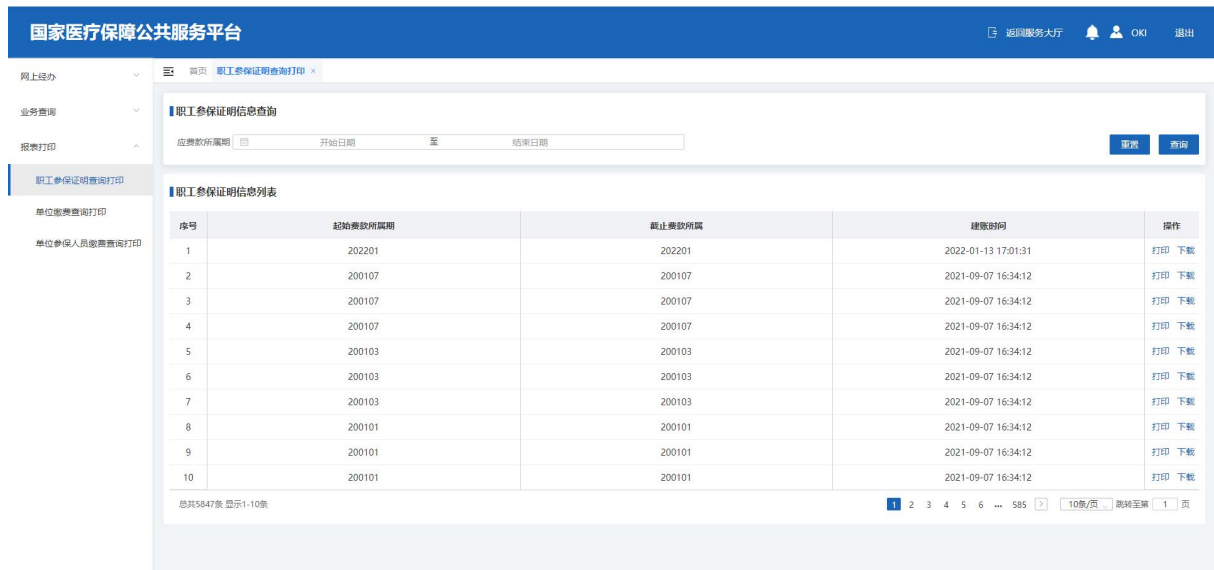 国家医疗保障公共服务平台 返回服务大厅 OKI 退出
网上经办
业务查询
报表打印
职工参保证明查询打印
单位缴费查询打印
单位参保人员缴费查询打印
首页 职工参保证明查询打印 ×
职工参保证明信息查询
应费款所属期 开始日期 至 结束日期 重置 查询
职工参保证明信息列表
序号 起始费款所属期 截止费款所属 建账时间 操作
1 202201 202201 2022-01-13 17:01:31 打印 下载
2 200107 200107 2021-09-07 16:34:12 打印 下载
3 200107 200107 2021-09-07 16:34:12 打印 下载
4 200107 200107 2021-09-07 16:34:12 打印 下载
5 200103 200103 2021-09-07 16:34:12 打印 下载
6 200103 200103 2021-09-07 16:34:12 打印 下载
7 200103 200103 2021-09-07 16:34:12 打印 下载
8 200101 200101 2021-09-07 16:34:12 打印 下载
9 200101 200101 2021-09-07 16:34:12 打印 下载
10 200101 200101 2021-09-07 16:34:12 打印 下载
总共5847条 显示1-10条 1 2 3 4 5 6 ••• 585 > 10条/页 跳转至第 1 页